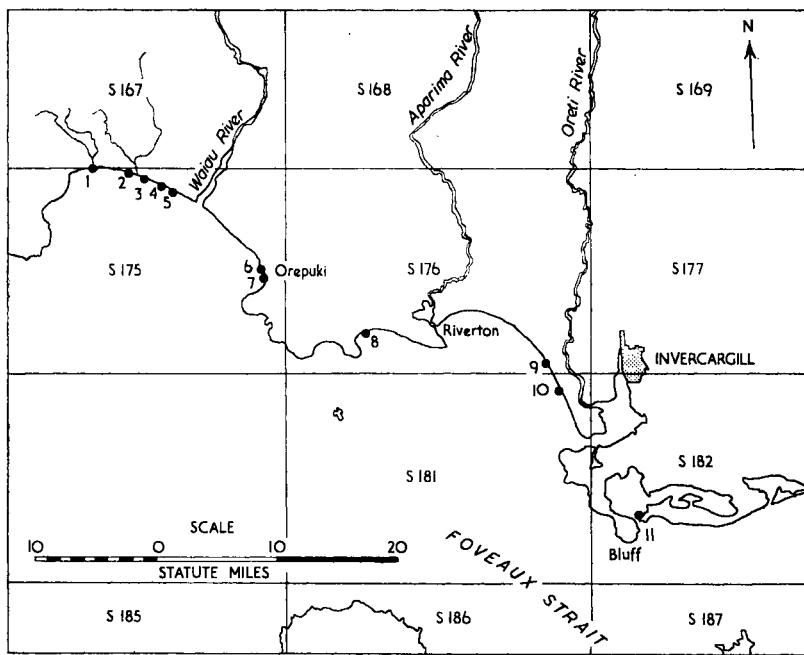 N
S 167
S 168
S 169
Waiau River
Aparima River
Oreti River
1
2
3
4
5
S 175
6
7
Orepuki
S 176
S 177
8
Riverton
9
10
INVERCARGILL
S 181
S 182
11
Bluff
SCALE
10 0 10 20
STATUTE MILES
FOVEAUX STRAIT
S 185
S 186
S 187